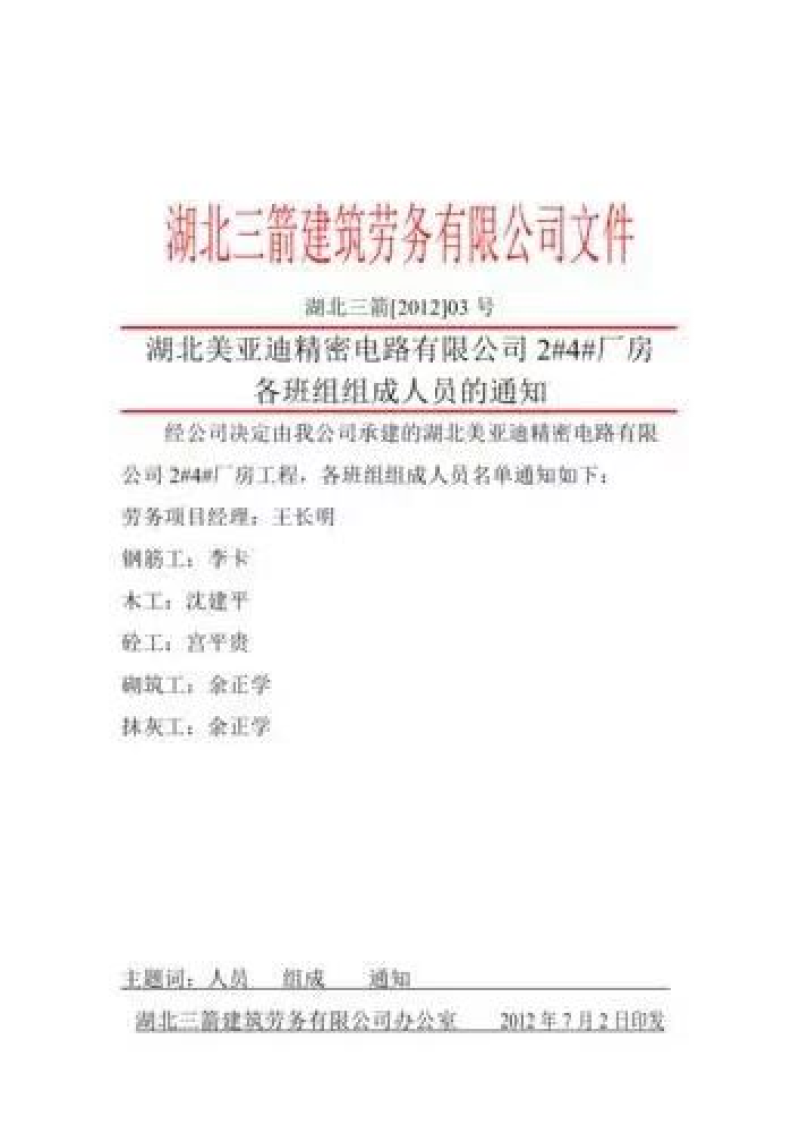 湖北三箭建筑劳务有限公司文件
湖北三箭[2012]03 号
湖北美亚迪精密电路有限公司 2#4#厂房
各班组组成人员的通知
经公司决定由我公司承建的湖北美亚迪精密电路有限
公司 2#4#厂房工程，各班组组成人员名单通知如下：
劳务项目经理：王长明
钢筋工：李卡
木工：沈建平
砼工：宫平贵
砌筑工：余正学
抹灰工：余正学
主题词：人员 组成 通知
湖北三箭建筑劳务有限公司办公室 2012 年 7 月 2 日印发